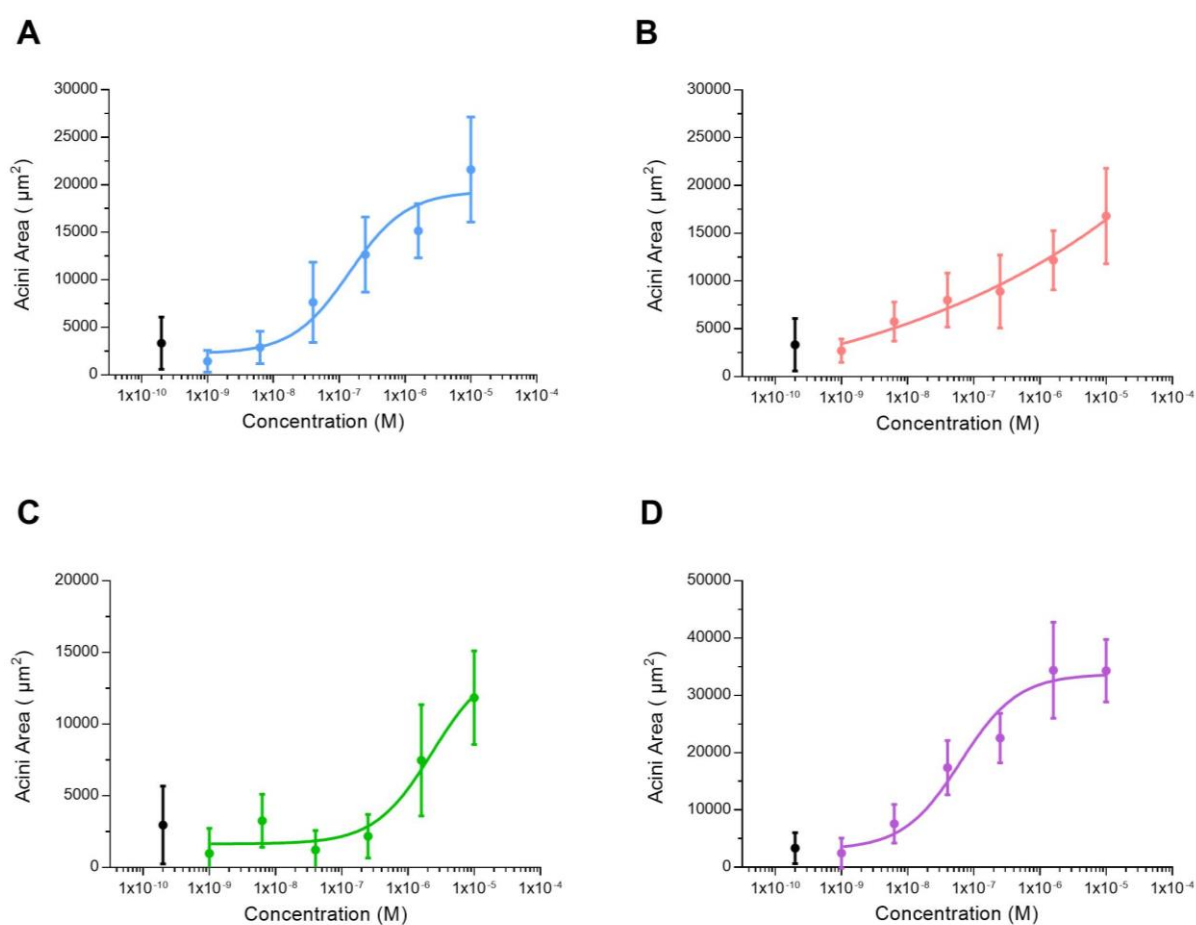 A
Acini Area ( µm²)
30000
25000
20000
15000
10000
5000
0
1x10⁻¹⁰ 1x10⁻⁹ 1x10⁻⁸ 1x10⁻⁷ 1x10⁻⁶ 1x10⁻⁵ 1x10⁻⁴
Concentration (M)
B
Acini Area ( µm²)
30000
25000
20000
15000
10000
5000
0
1x10⁻¹⁰ 1x10⁻⁹ 1x10⁻⁸ 1x10⁻⁷ 1x10⁻⁶ 1x10⁻⁵ 1x10⁻⁴
Concentration (M)
C
Acini Area ( µm²)
20000
15000
10000
5000
0
1x10⁻¹⁰ 1x10⁻⁹ 1x10⁻⁸ 1x10⁻⁷ 1x10⁻⁶ 1x10⁻⁵ 1x10⁻⁴
Concentration (M)
D
Acini Area ( µm²)
50000
40000
30000
20000
10000
0
1x10⁻¹⁰ 1x10⁻⁹ 1x10⁻⁸ 1x10⁻⁷ 1x10⁻⁶ 1x10⁻⁵ 1x10⁻⁴
Concentration (M)